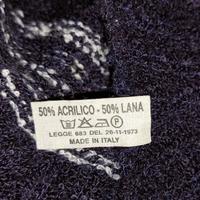 50% ACRILICO - 50% LANA
P
LEGGE 883 DEL 26-11-1973
MADE IN ITALY